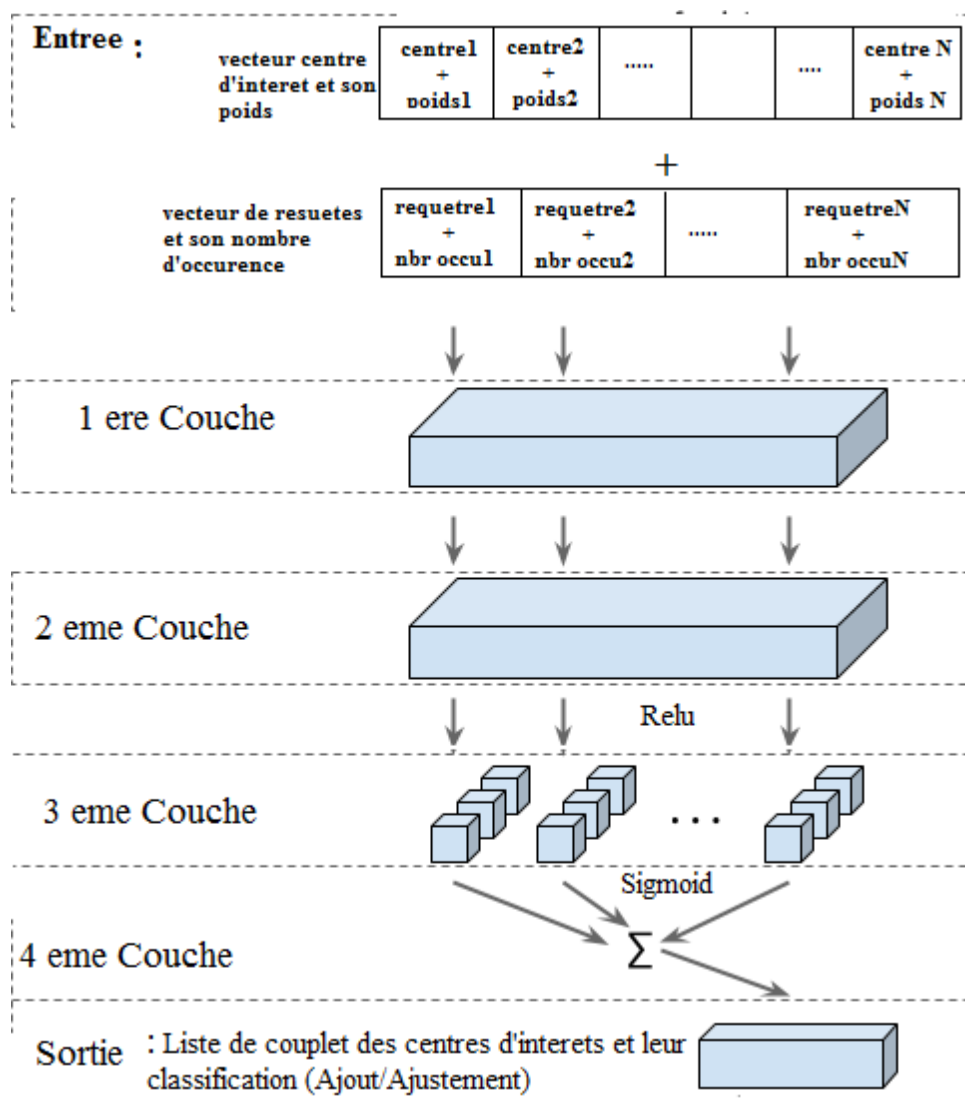 Entree :
vecteur centre
d'interet et son
poids
centre1
+
poids1
centre2
+
poids2
.....
....
centre N
+
poids N
+
vecteur de resuetes
et son nombre
d'occurence
requetre1
+
nbr occu1
requetre2
+
nbr occu2
.....
requetreN
+
nbr occuN
1 ere Couche
2 eme Couche
Relu
3 eme Couche
...
Sigmoid
4 eme Couche
Σ
Sortie : Liste de couplet des centres d'interets et leur
classification (Ajout/Ajustement)